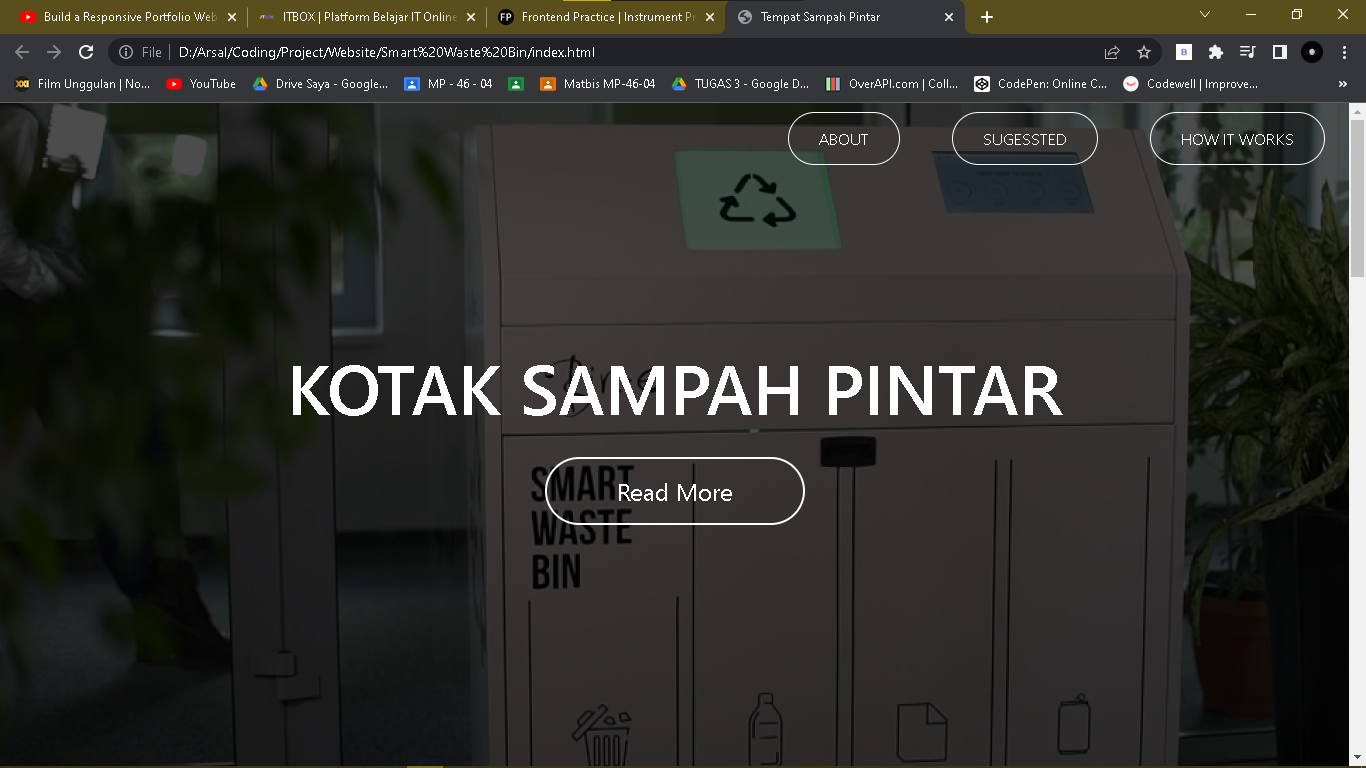 Build a Responsive Portfolio Web
ITBOX | Platform Belajar IT Online
Frontend Practice | Instrument Pr
Tempat Sampah Pintar
File
D:/Arsal/Coding/Project/Website/Smart%20Waste%20Bin/index.html
Film Unggulan | No...
YouTube
Drive Saya - Google...
MP - 46 - 04
Matbis MP-46-04
TUGAS 3 - Google D...
OverAPI.com | Coll...
CodePen: Online C...
Codewell | Improve...
ABOUT
SUGESSTED
HOW IT WORKS
KOTAK SAMPAH PINTAR
Read More
SMART
WASTE
BIN